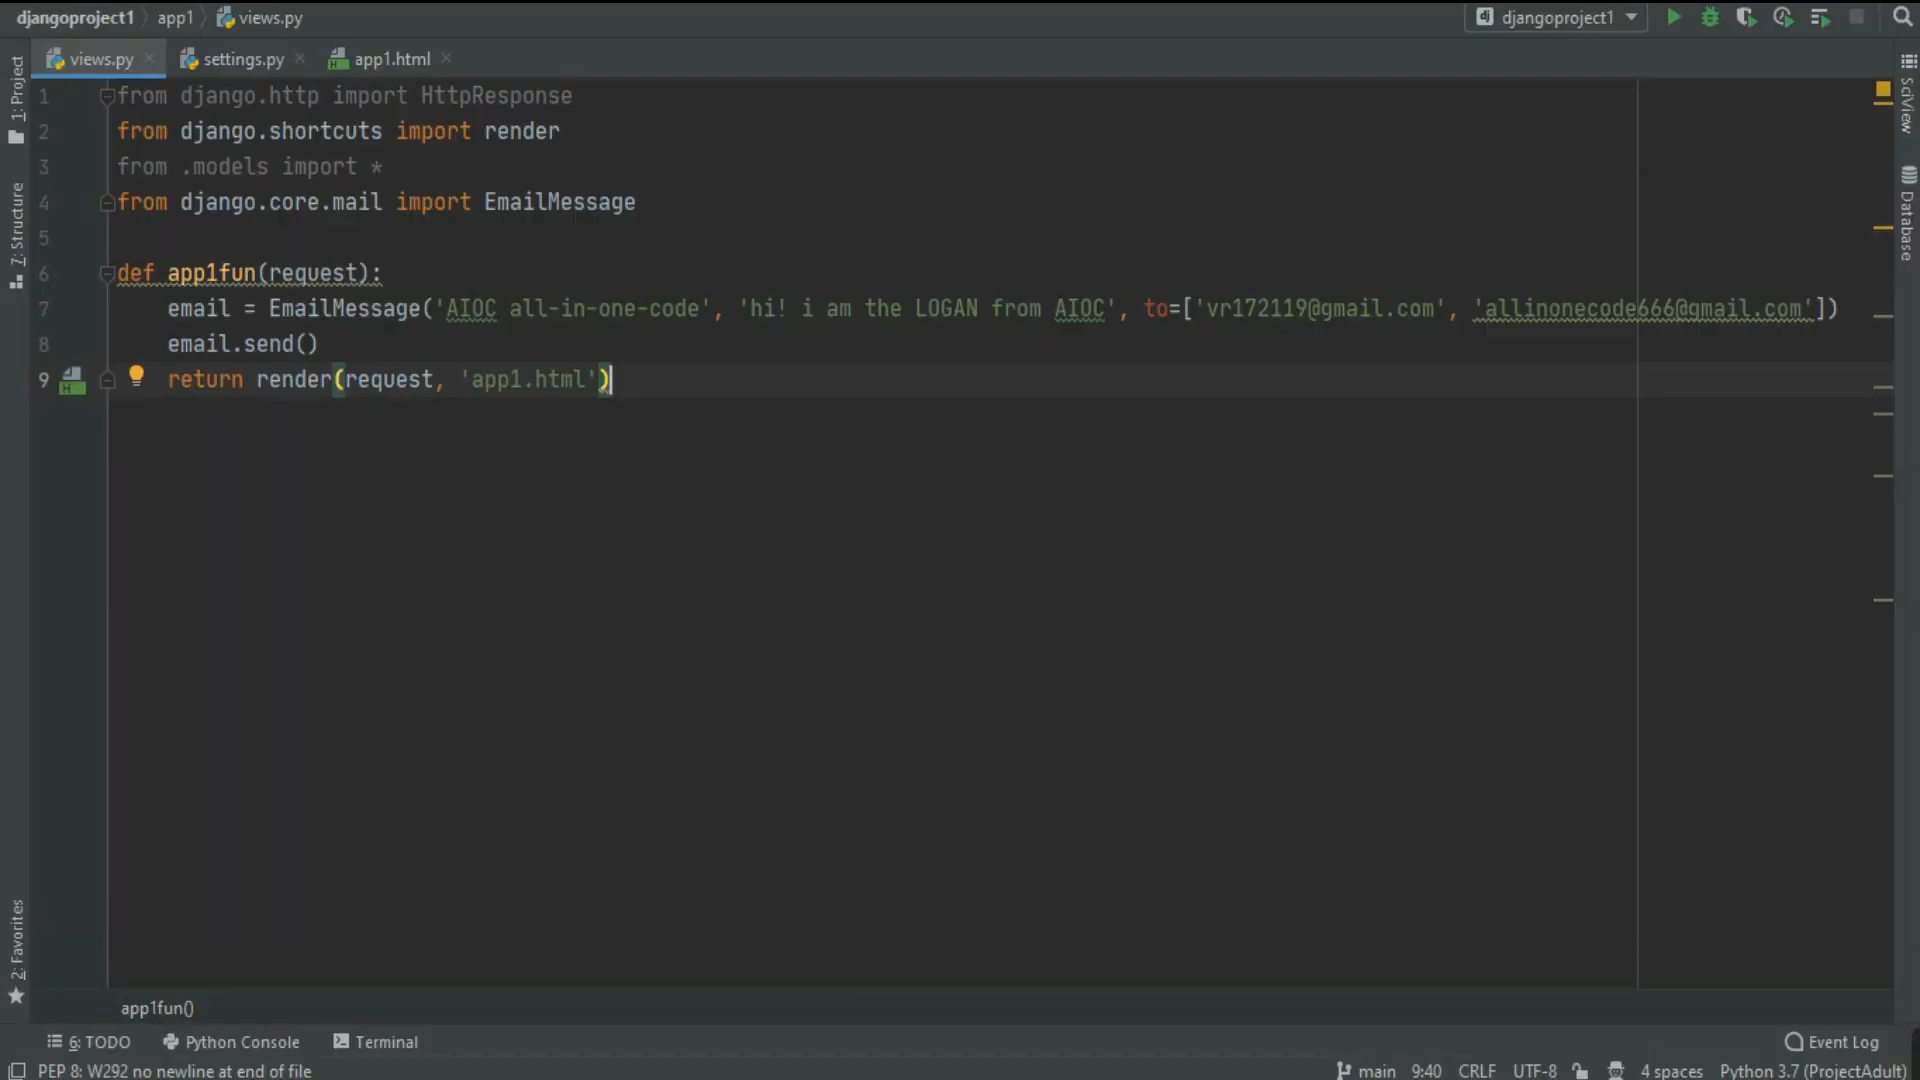 djangoproject1 app1 views.py
djangoproject1
views.py settings.py app1.html
1: Project
7: Structure
2: Favorites
SciView
Database
1 from django.http import HttpResponse
2 from django.shortcuts import render
3 from .models import *
4 from django.core.mail import EmailMessage
5
6 def app1fun(request):
7 email = EmailMessage('AIOC all-in-one-code', 'hi! i am the LOGAN from AIOC', to=['vr172119@gmail.com', 'allinonecode666@gmail.com'])
8 email.send()
9 return render(request, 'app1.html')
app1fun()
6: TODO Python Console Terminal Event Log
PEP 8: W292 no newline at end of file main 9:40 CRLF UTF-8 4 spaces Python 3.7 (ProjectAdult)